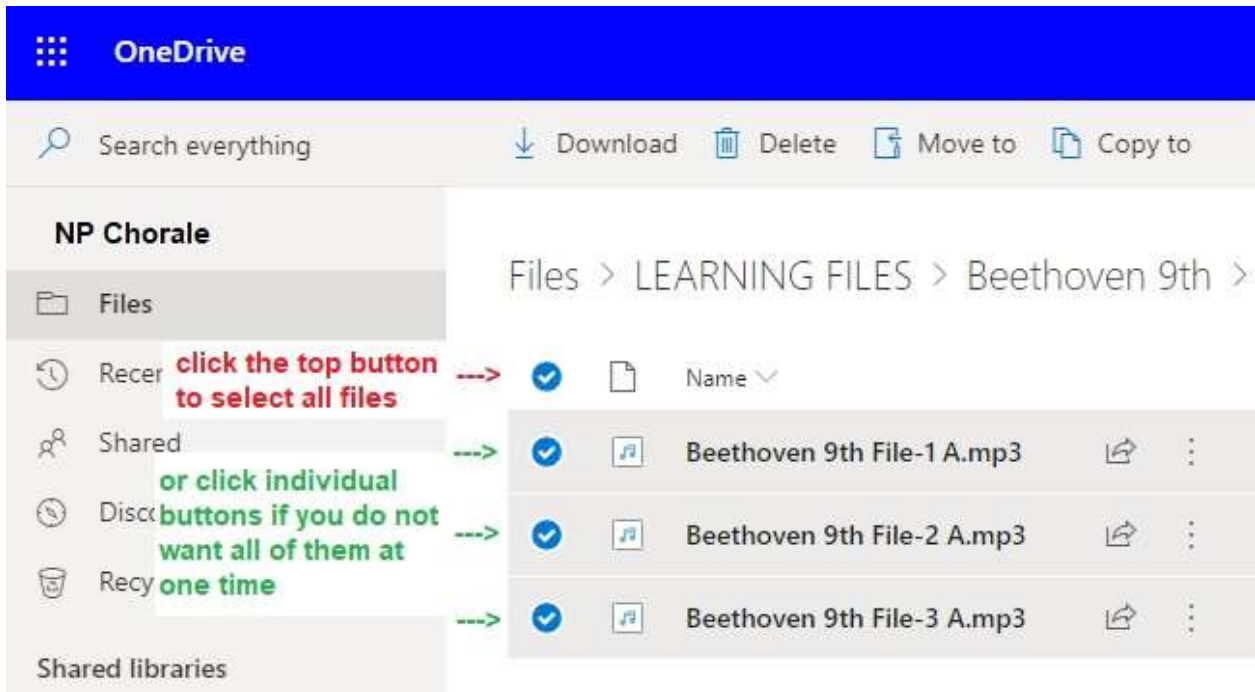 OneDrive
Search everything
Download Delete Move to Copy to
NP Chorale
Files > LEARNING FILES > Beethoven 9th >
Files
click the top button
to select all files
--->
Name
Recer
Shared
---> Beethoven 9th File-1 A.mp3
or click individual
buttons if you do not
want all of them at
one time
Disco
---> Beethoven 9th File-2 A.mp3
Recy
---> Beethoven 9th File-3 A.mp3
Shared libraries